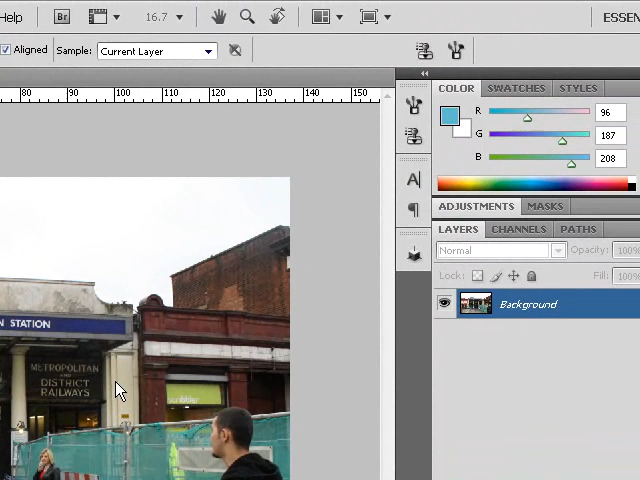 Help Br 16.7 ESSEN
Aligned Sample: Current Layer
80 90 100 110 120 130 140 150
COLOR SWATCHES STYLES
R 96
G 187
B 208
ADJUSTMENTS MASKS
LAYERS CHANNELS PATHS
Normal Opacity: 100%
Lock: Fill: 100%
Background
N STATION
METROPOLITAN
AND
DISTRICT
RAILWAYS
scribbler